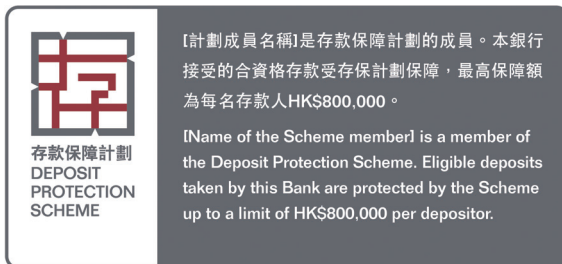 存款保障計劃
DEPOSIT
PROTECTION
SCHEME
[計劃成員名稱]是存款保障計劃的成員。本銀行
接受的合資格存款受存保計劃保障，最高保障額
為每名存款人HK$800,000。
[Name of the Scheme member] is a member of
the Deposit Protection Scheme. Eligible deposits
taken by this Bank are protected by the Scheme
up to a limit of HK$800,000 per depositor.